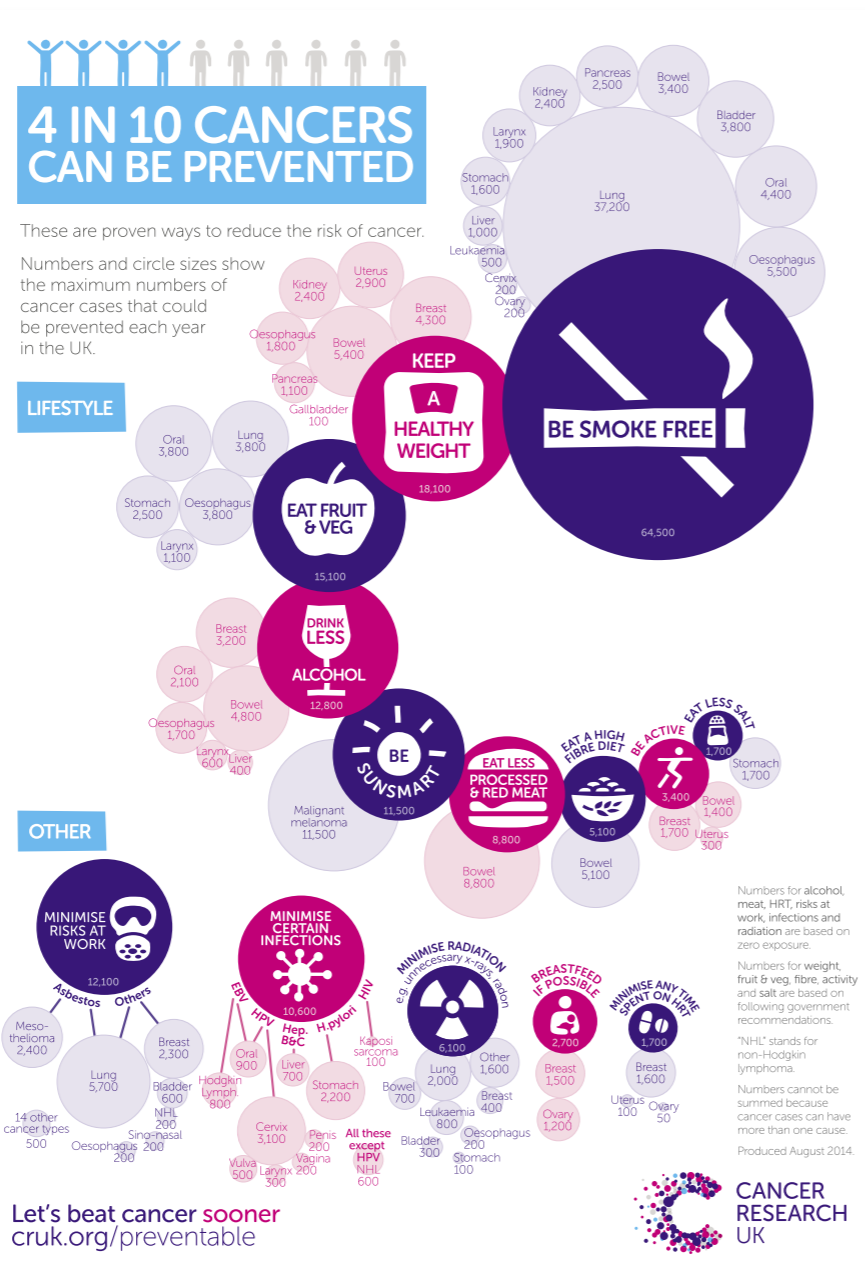 4 IN 10 CANCERS
CAN BE PREVENTED
These are proven ways to reduce the risk of cancer.
Numbers and circle sizes show
the maximum numbers of
cancer cases that could
be prevented each year
in the UK.
LIFESTYLE
Pancreas
2,500
Bowel
3,400
Kidney
2,400
Bladder
3,800
Larynx
1,900
Stomach
1,600
Oral
4,400
Lung
37,200
Liver
1,000
Leukaemia
500
Cervix
200
Ovary
200
Oesophagus
5,500
BE SMOKE FREE
64,500
Uterus
2,900
Kidney
2,400
Breast
4,300
Oesophagus
1,800
Bowel
5,400
Pancreas
1,100
Gallbladder
100
KEEP
A
HEALTHY
WEIGHT
18,100
Oral
3,800
Lung
3,800
Stomach
2,500
Oesophagus
3,800
Larynx
1,100
EAT FRUIT
& VEG
15,100
Breast
3,200
Oral
2,100
Bowel
4,800
Oesophagus
1,700
Larynx
600
Liver
400
DRINK
LESS
ALCOHOL
12,800
BE
SUNSMART
11,500
Malignant
melanoma
11,500
EAT LESS
PROCESSED
& RED MEAT
8,800
Bowel
8,800
EAT A HIGH
FIBRE DIET
5,100
Bowel
5,100
BE ACTIVE
3,400
Bowel
1,400
Breast
1,700
Uterus
300
EAT LESS SALT
1,700
Stomach
1,700
OTHER
MINIMISE
RISKS AT
WORK
12,100
Asbestos
Others
Meso-
thelioma
2,400
Lung
5,700
Breast
2,300
Bladder
600
NHL
200
Sino-nasal
200
Oesophagus
200
14 other
cancer types
500
MINIMISE
CERTAIN
INFECTIONS
10,600
EBV
HPV
Hep.
B&C
H.pylori
HIV
Oral
900
Hodgkin
Lymph.
800
Liver
700
Stomach
2,200
Kaposi
sarcoma
100
Cervix
3,100
Penis
200
Vagina
200
Vulva
500
Larynx
300
All these
except
HPV
NHL
600
MINIMISE RADIATION
e.g. unnecessary x-rays, radon
6,100
Lung
2,000
Other
1,600
Bowel
700
Breast
400
Leukaemia
800
Oesophagus
200
Bladder
300
Stomach
100
BREASTFEED
IF POSSIBLE
2,700
Breast
1,500
Ovary
1,200
MINIMISE ANY TIME
SPENT ON HRT
1,700
Breast
1,600
Uterus
100
Ovary
50
Numbers for alcohol,
meat, HRT, risks at
work, infections and
radiation are based on
zero exposure.
Numbers for weight,
fruit & veg, fibre, activity
and salt are based on
following government
recommendations.
"NHL" stands for
non-Hodgkin
lymphoma.
Numbers cannot be
summed because
cancer cases can have
more than one cause.
Produced August 2014.
Let's beat cancer sooner
cruk.org/preventable
CANCER
RESEARCH
UK